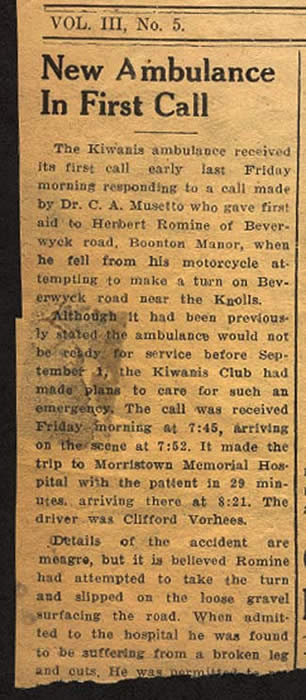 VOL. III, No. 5.
New Ambulance
In First Call
The Kiwanis ambulance received
its first call early last Friday
morning responding to a call made
by Dr. C. A. Musetto who gave first
aid to Herbert Romine of Bever-
wyck road, Boonton Manor, when
he fell from his motorcycle at-
tempting to make a turn on Bev-
erwyck road near the Knolls.
Although it had been previous-
ly stated the ambulance would not
be ready for service before Sep-
tember 1, the Kiwanis Club had
made plans to care for such an
emergency. The call was received
Friday morning at 7:45, arriving
on the scene at 7:52. It made the
trip to Morristown Memorial Hos-
pital with the patient in 29 min-
utes, arriving there at 8:21. The
driver was Clifford Vorhees.
Details of the accident are
meagre, but it is believed Romine
had attempted to take the turn
and slipped on the loose gravel
surfacing the road. When admit-
ted to the hospital he was found
to be suffering from a broken leg
and cuts. He was permitted to